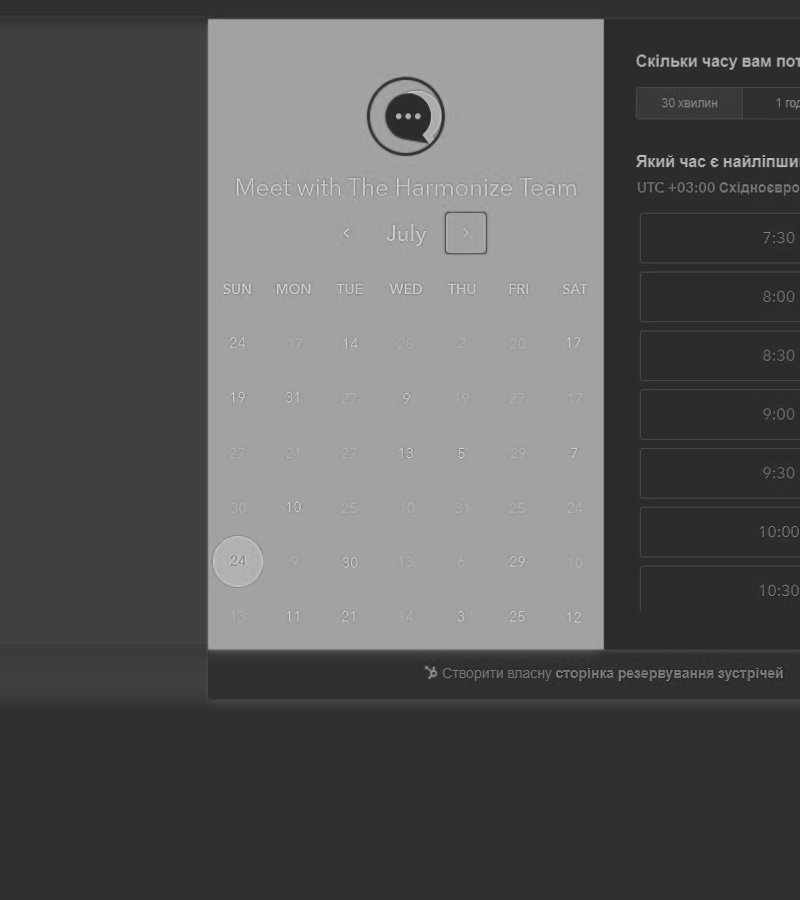 Meet with The Harmonize Team
July
SUN MON TUE WED THU FRI SAT
24 17 14 28 2 20 17
19 31 27 9 19 27 17
27 21 27 13 5 29 7
30 10 25 10 31 25 24
24 9 30 13 6 29 10
13 11 21 14 3 25 12
Скільки часу вам пот
30 хвилин 1 год
Який час є найліпши
UTC +03:00 Східноєвро
7:30
8:00
8:30
9:00
9:30
10:00
10:30
Створити власну сторінка резервування зустрічей